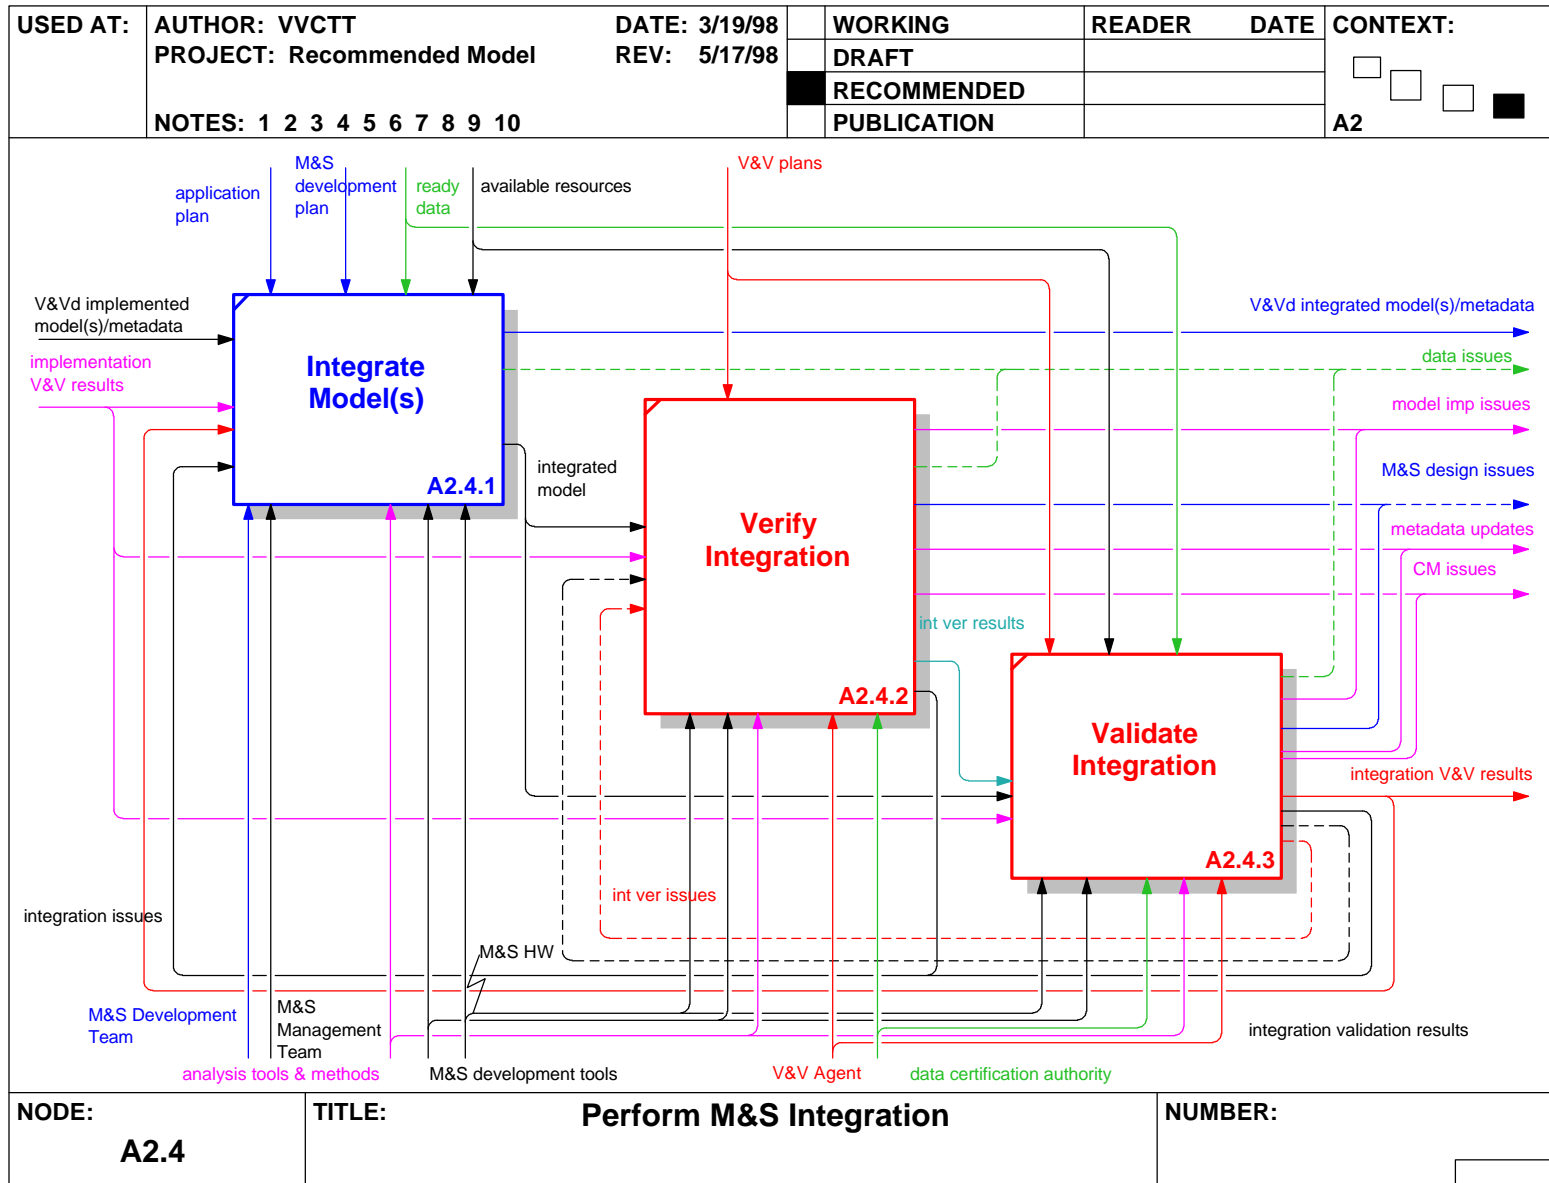 USED AT:
AUTHOR: VVCTT
DATE: 3/19/98
PROJECT: Recommended Model
REV: 5/17/98
NOTES: 1 2 3 4 5 6 7 8 9 10
WORKING
DRAFT
RECOMMENDED
PUBLICATION
READER DATE
CONTEXT:
A2
application
plan
M&S
development
plan
ready
data
available resources
V&V plans
V&Vd implemented
model(s)/metadata
implementation
V&V results
Integrate
Model(s)
A2.4.1
integrated
model
Verify
Integration
A2.4.2
int ver results
Validate
Integration
A2.4.3
V&Vd integrated model(s)/metadata
data issues
model imp issues
M&S design issues
metadata updates
CM issues
integration V&V results
int ver issues
integration issues
M&S HW
M&S Development
Team
M&S
Management
Team
analysis tools & methods
M&S development tools
V&V Agent
data certification authority
integration validation results
NODE:
A2.4
TITLE:
Perform M&S Integration
NUMBER: